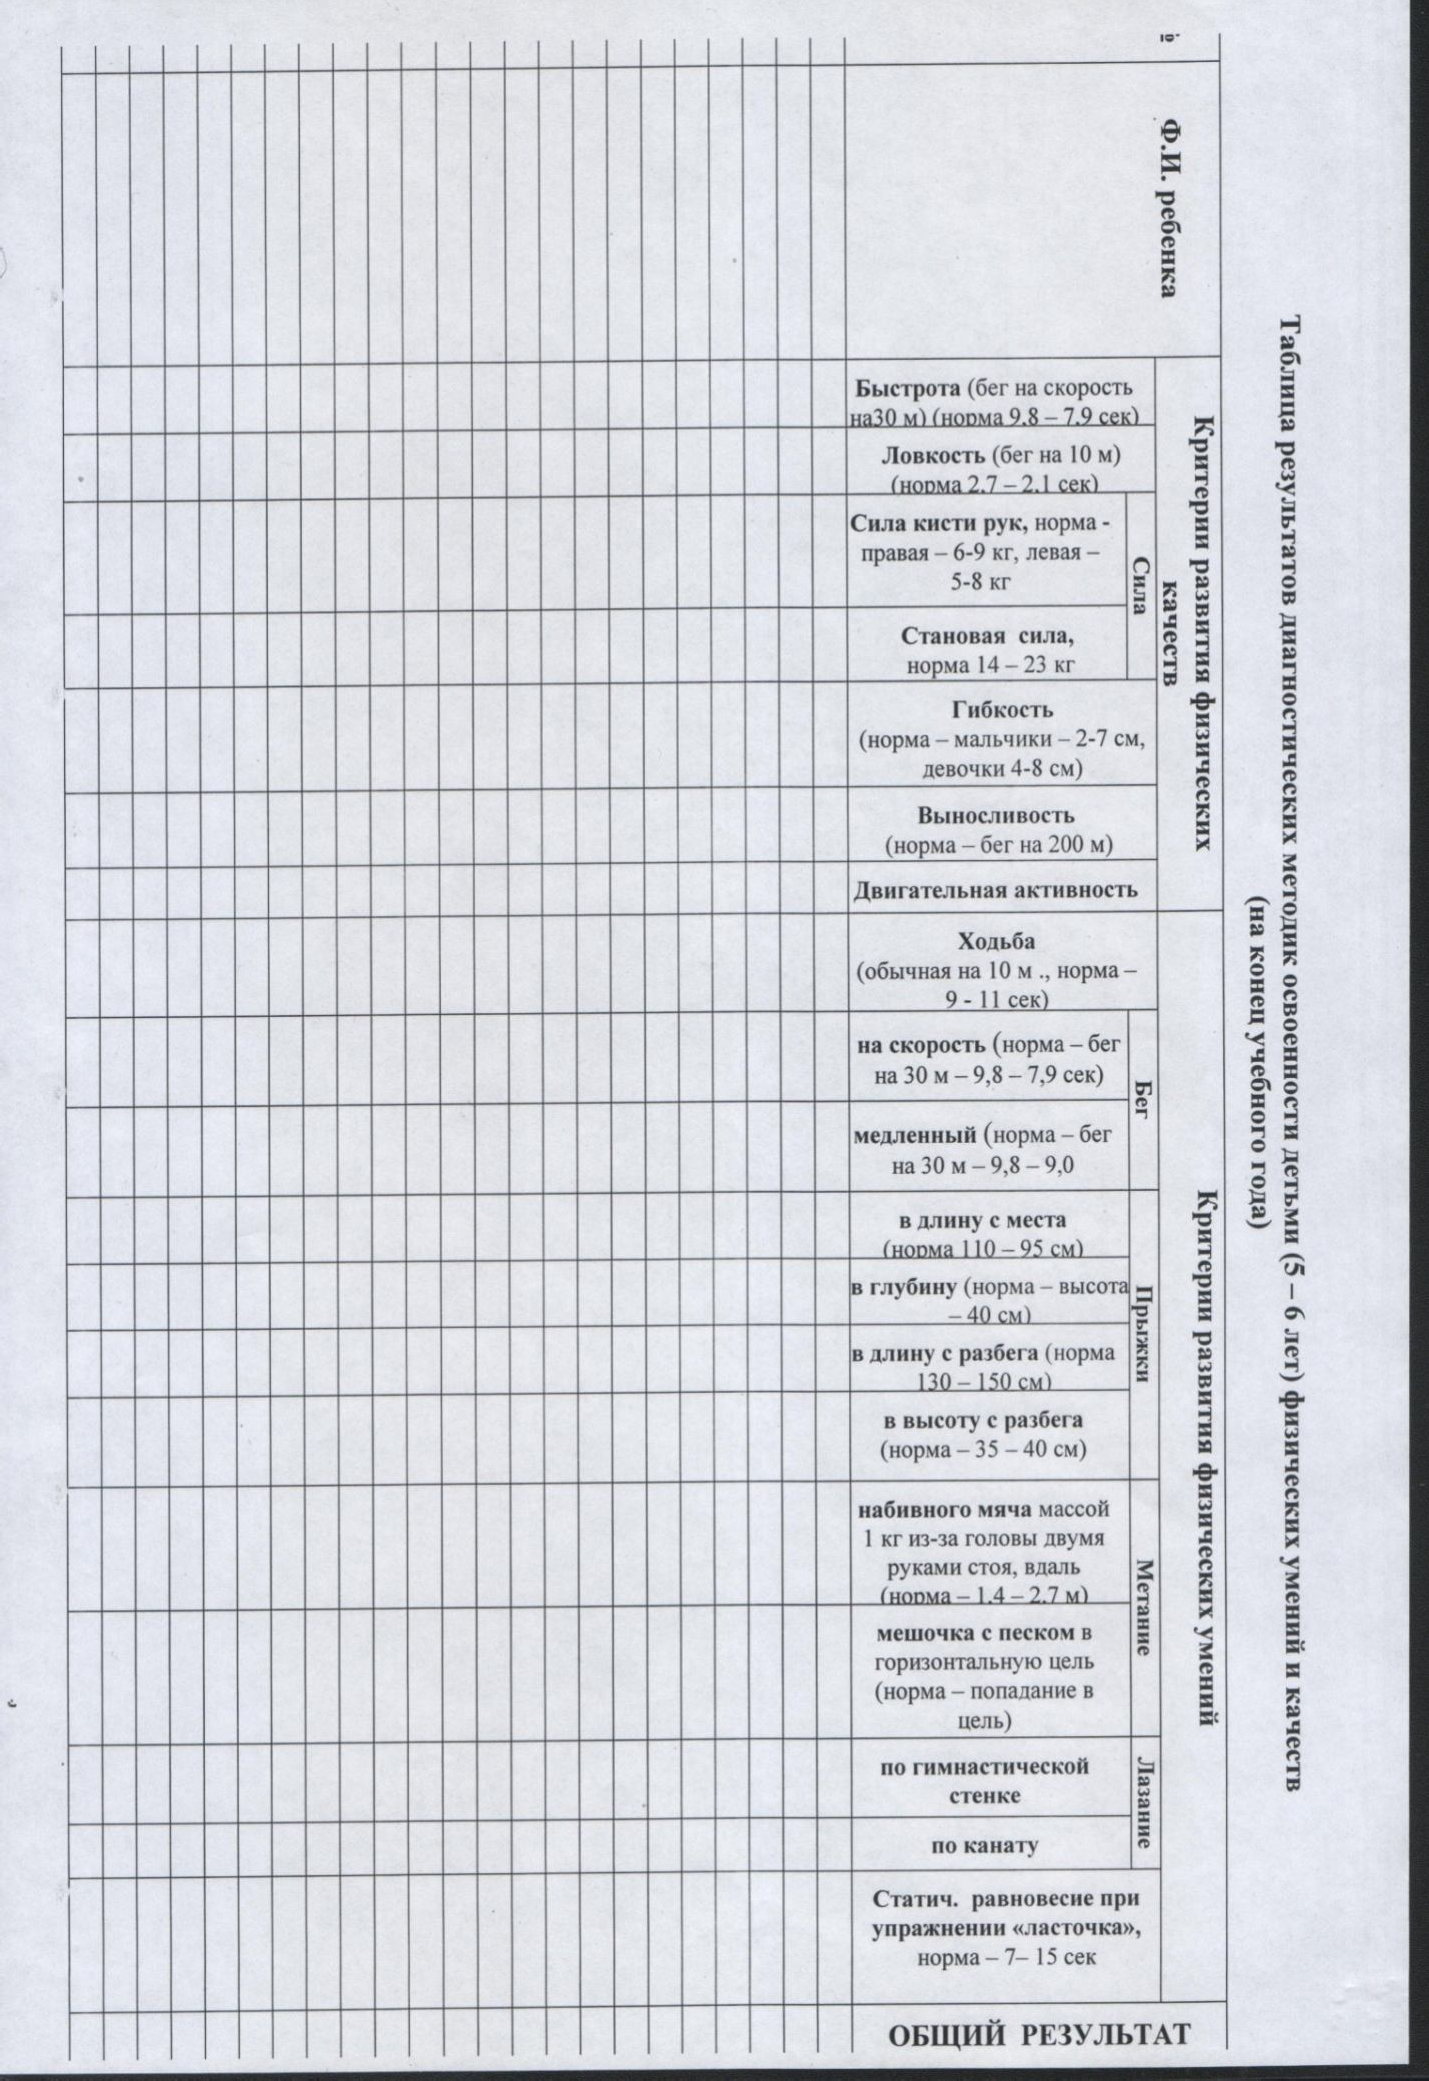 Таблица результатов диагностических методик освоенности детьми (5 – 6 лет) физических умений и качеств
(на конец учебного года)
Ф.И. ребенка
Критерии развития физических
качеств
Быстрота (бег на скорость
на30 м) (норма 9,8 – 7,9 сек)
Ловкость (бег на 10 м)
(норма 2,7 – 2,1 сек)
Сила
Сила кисти рук, норма -
правая – 6-9 кг, левая –
5-8 кг
Становая сила,
норма 14 – 23 кг
Гибкость
(норма – мальчики – 2-7 см,
девочки 4-8 см)
Выносливость
(норма – бег на 200 м)
Двигательная активность
Критерии развития физических умений
Ходьба
(обычная на 10 м ., норма –
9 - 11 сек)
Бег
на скорость (норма – бег
на 30 м – 9,8 – 7,9 сек)
медленный (норма – бег
на 30 м – 9,8 – 9,0
Прыжки
в длину с места
(норма 110 – 95 см)
в глубину (норма – высота
– 40 см)
в длину с разбега (норма
130 – 150 см)
в высоту с разбега
(норма – 35 – 40 см)
Метание
набивного мяча массой
1 кг из-за головы двумя
руками стоя, вдаль
(норма – 1,4 – 2,7 м)
мешочка с песком в
горизонтальную цель
(норма – попадание в
цель)
Лазание
по гимнастической
стенке
по канату
Статич. равновесие при
упражнении «ласточка»,
норма – 7– 15 сек
ОБЩИЙ РЕЗУЛЬТАТ